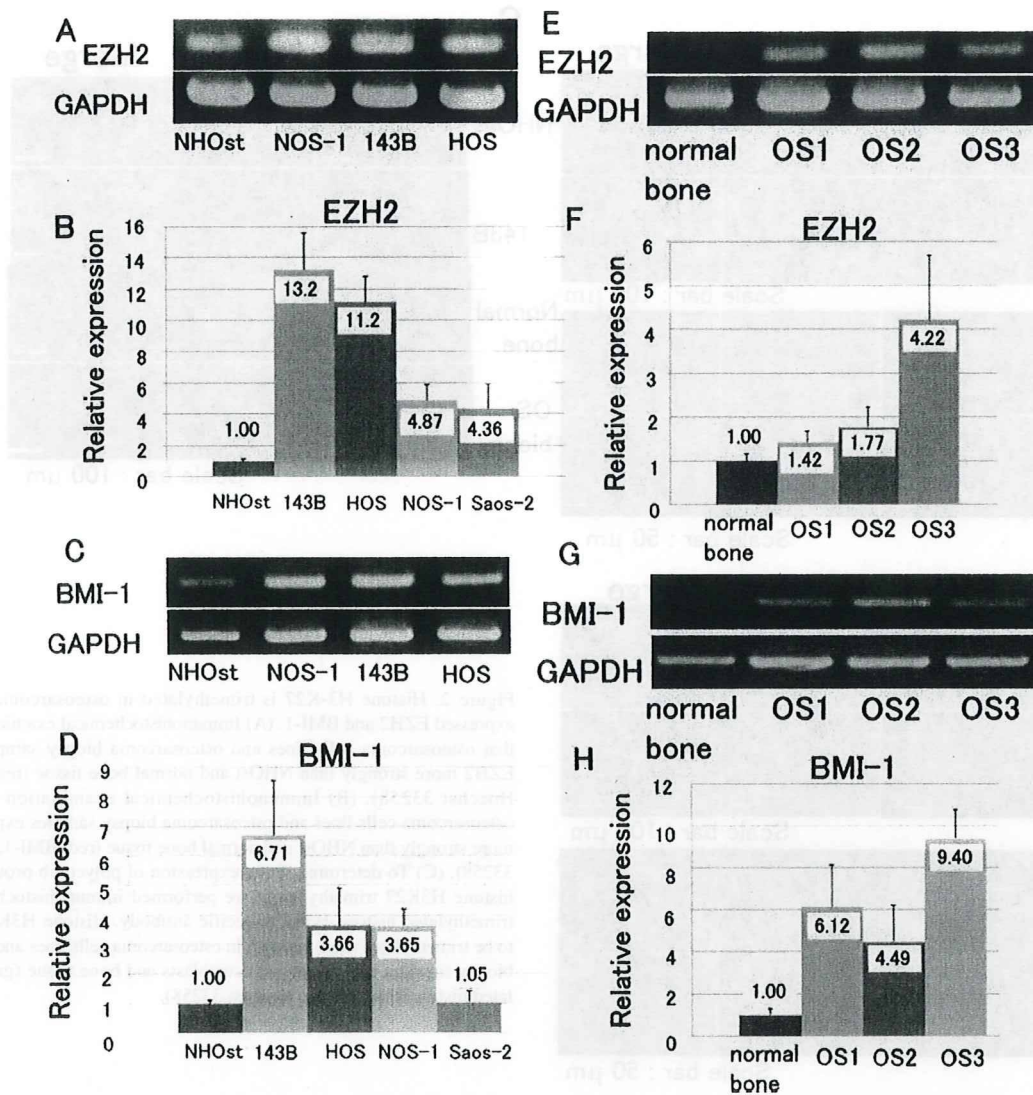 A
EZH2
GAPDH
NHOst NOS-1 143B HOS
B
EZH2
Relative expression
16
14
12
10
8
6
4
2
0
1.00
13.2
11.2
4.87
4.36
NHOst 143B HOS NOS-1 Saos-2
C
BMI-1
GAPDH
NHOst NOS-1 143B HOS
D
BMI-1
Relative expression
9
8
7
6
5
4
3
2
1
0
1.00
6.71
3.66
3.65
1.05
NHOst 143B HOS NOS-1 Saos-2
E
EZH2
GAPDH
normal bone OS1 OS2 OS3
F
EZH2
Relative expression
6
5
4
3
2
1
0
1.00
1.42
1.77
4.22
normal bone OS1 OS2 OS3
G
BMI-1
GAPDH
normal bone OS1 OS2 OS3
H
BMI-1
Relative expression
12
10
8
6
4
2
0
1.00
6.12
4.49
9.40
normal bone OS1 OS2 OS3
Scale bar : 100 μm
Scale bar : 50 μm
Scale bar : 50 μm